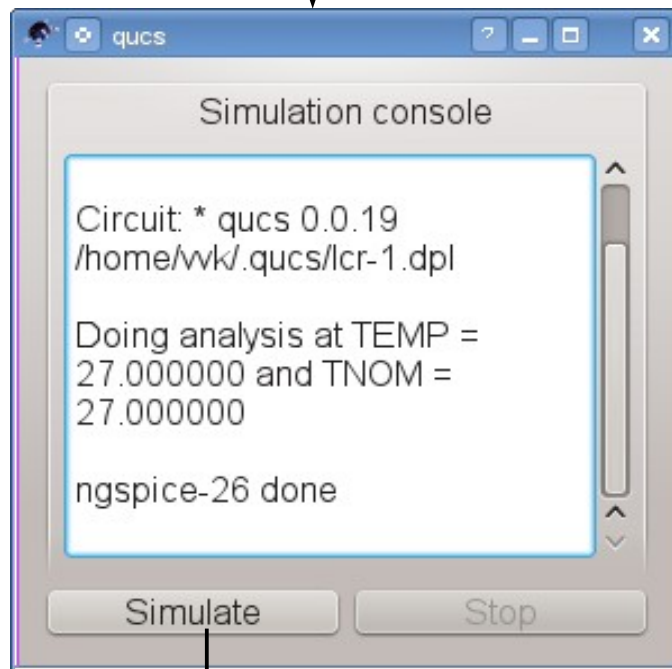 qucs
Simulation console
Circuit: * qucs 0.0.19
/home/vvk/.qucs/lcr-1.dpl
Doing analysis at TEMP =
27.000000 and TNOM =
27.000000
ngspice-26 done
Simulate
Stop